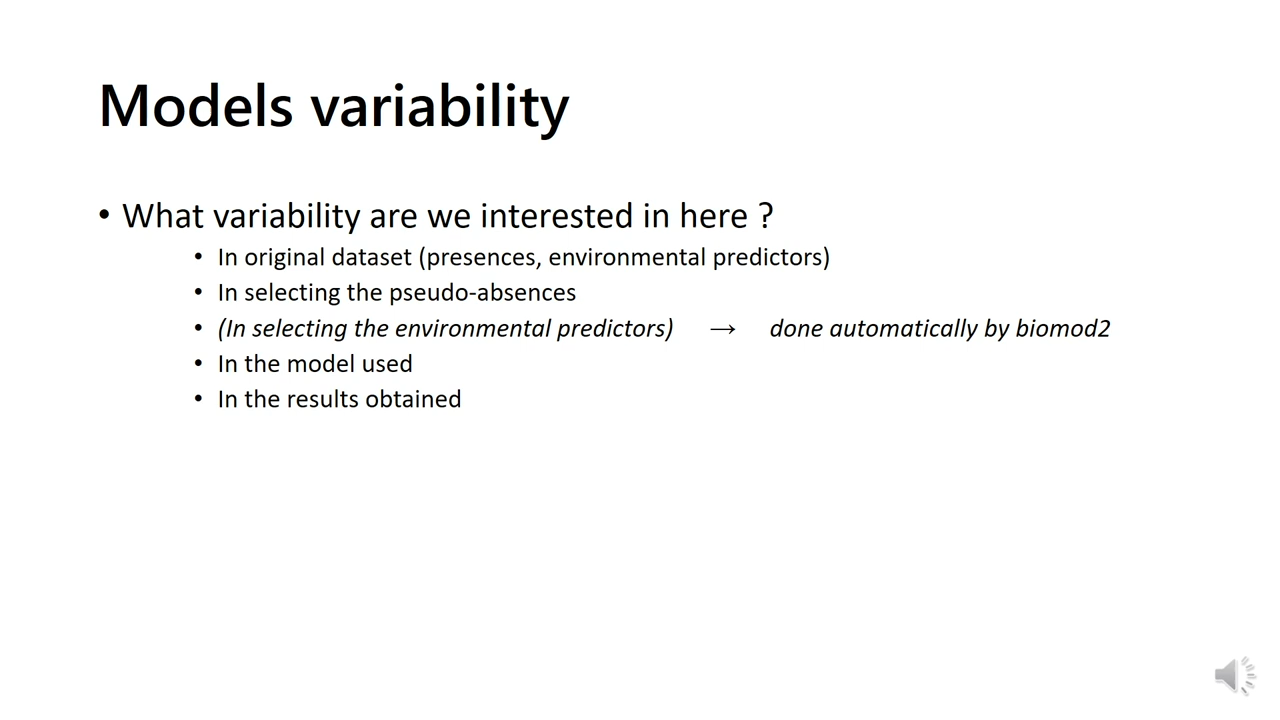 Models variability
• What variability are we interested in here ?
• In original dataset (presences, environmental predictors)
• In selecting the pseudo-absences
• (In selecting the environmental predictors) → done automatically by biomod2
• In the model used
• In the results obtained